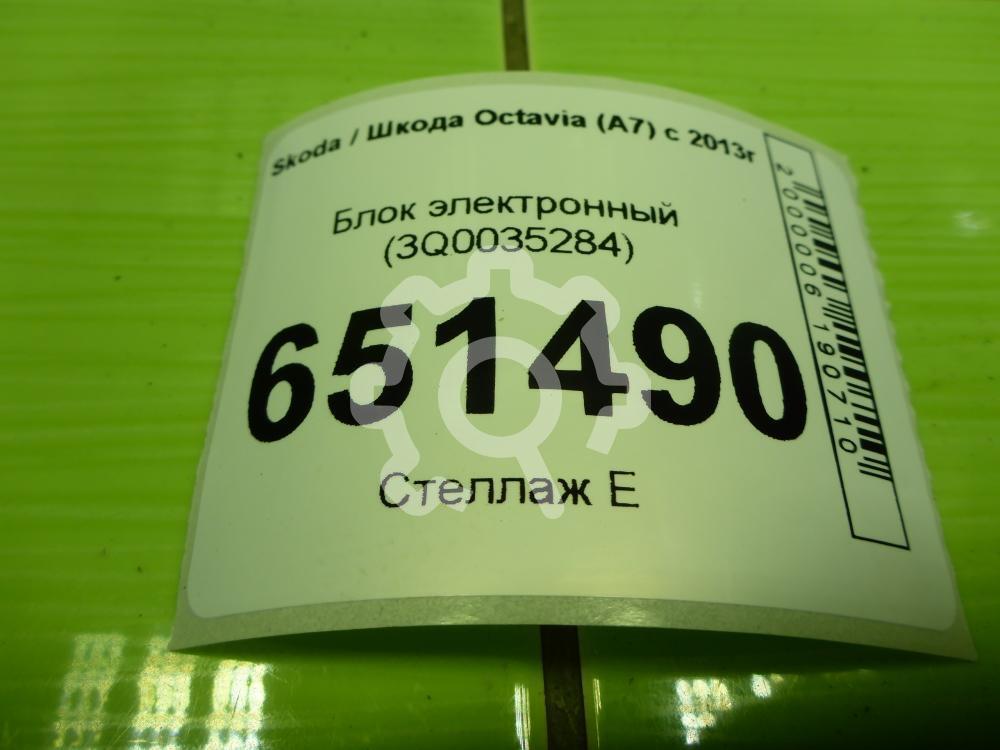 Skoda / Шкода Octavia (A7) с 2013г
Блок электронный
(3Q0035284)
651490
Стеллаж Е
2000006190710